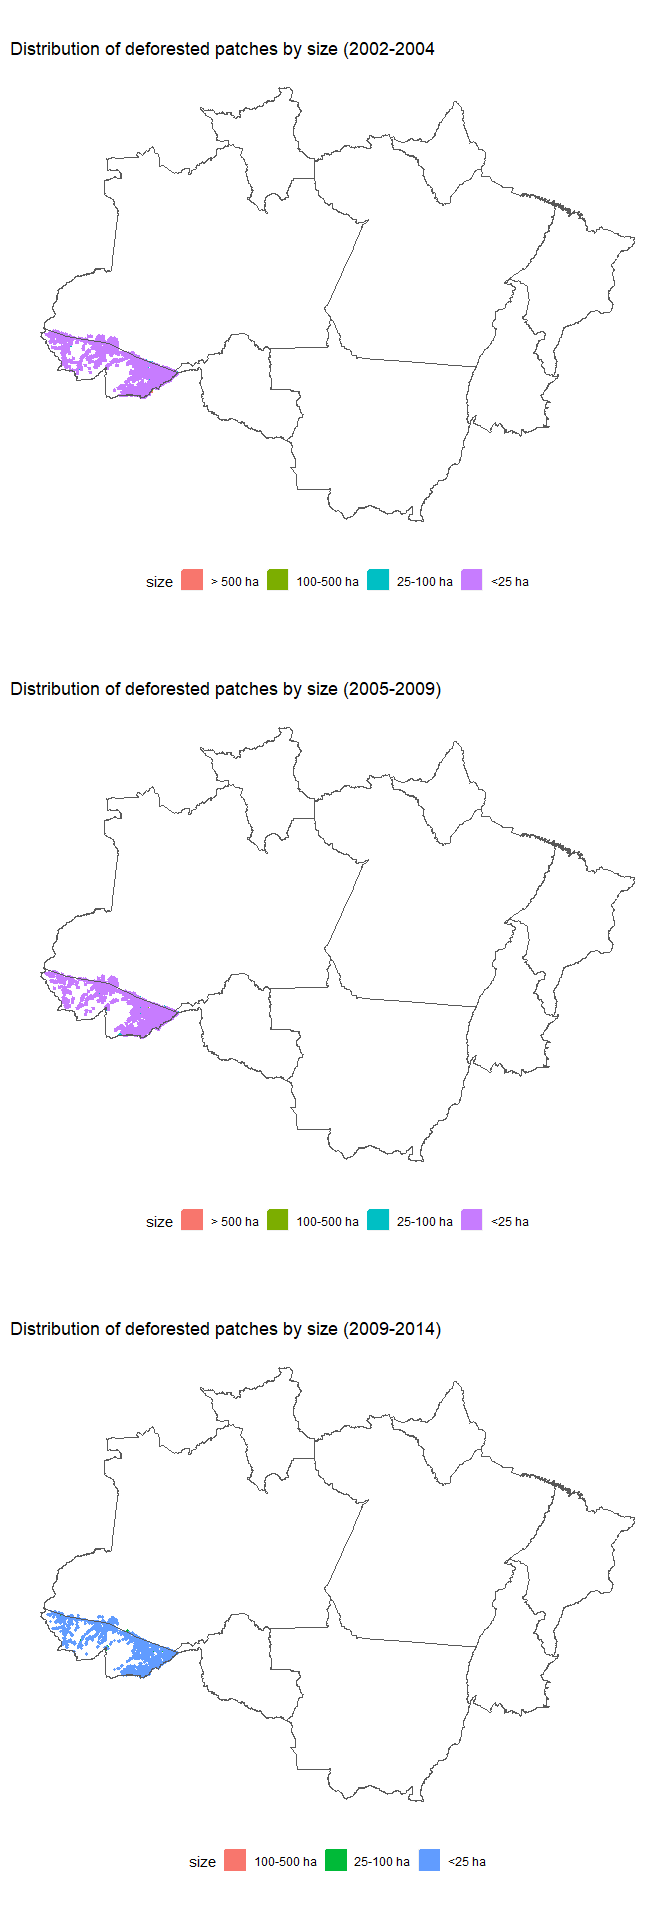 Distribution of deforested patches by size (2002-2004
size > 500 ha 100-500 ha 25-100 ha <25 ha
Distribution of deforested patches by size (2005-2009)
size > 500 ha 100-500 ha 25-100 ha <25 ha
Distribution of deforested patches by size (2009-2014)
size 100-500 ha 25-100 ha <25 ha